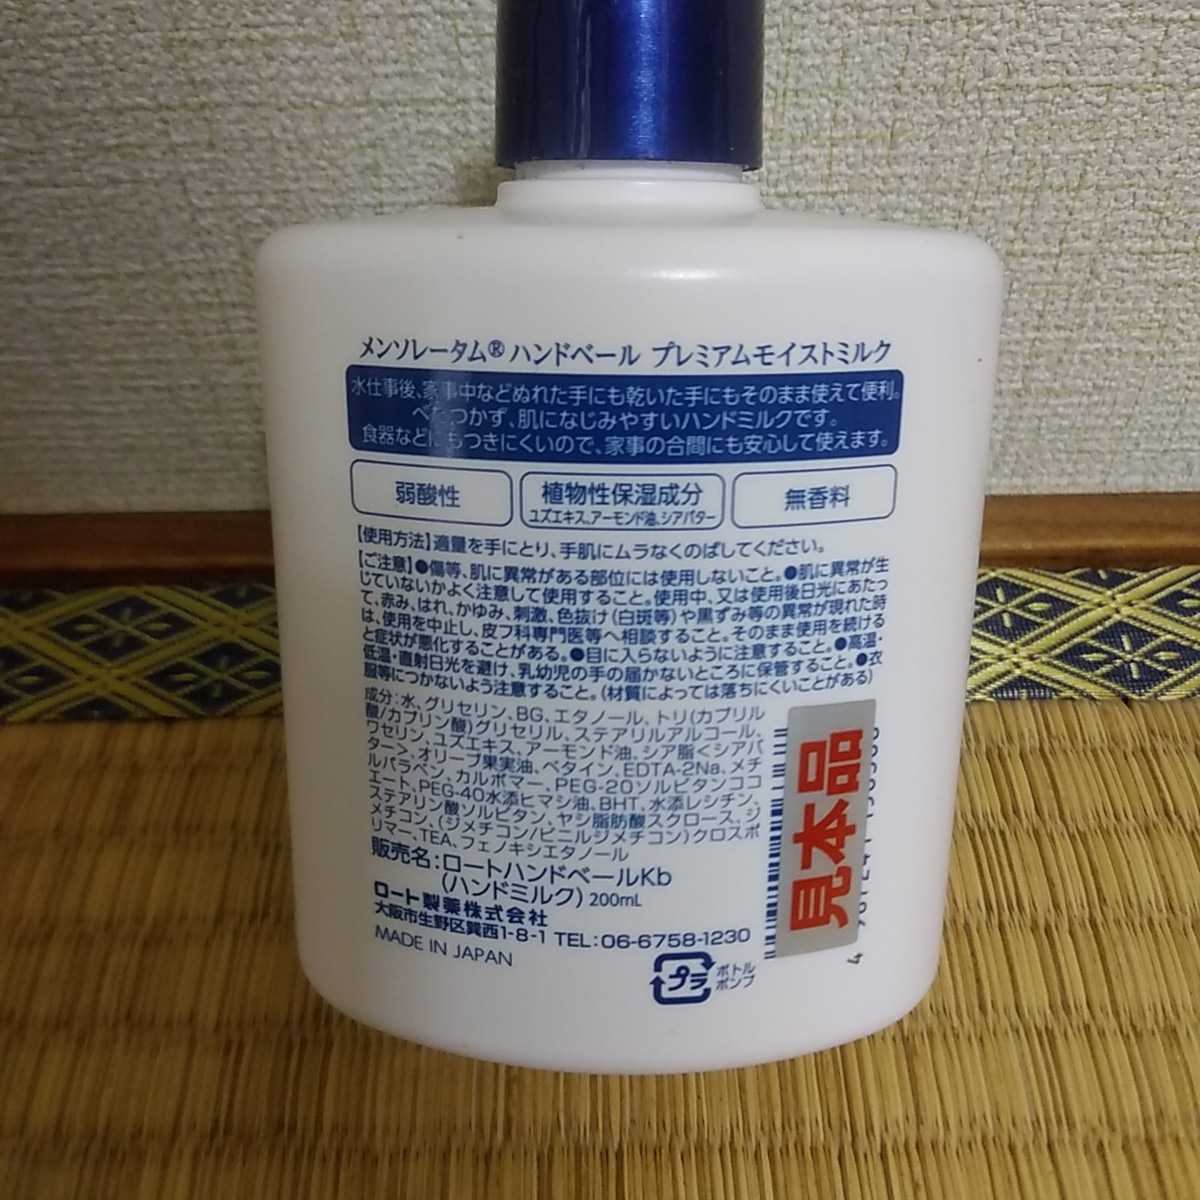 メンソレータム® ハンドベール プレミアムモイストミルク
水仕事後、家事中などぬれた手にも乾いた手にもそのまま使えて便利。
べたつかず、肌になじみやすいハンドミルクです。
食器などにもつきにくいので、家事の合間にも安心して使えます。
弱酸性
植物性保湿成分
ユズエキス、アーモンド油、シアバター
無香料
【使用方法】適量を手にとり、手肌にムラなくのばしてください。
【ご注意】●傷等、肌に異常がある部位には使用しないこと。●肌に異常が生
じていないかよく注意して使用すること。使用中、又は使用後日光にあたっ
て、赤み、はれ、かゆみ、刺激、色抜け(白斑等)や黒ずみ等の異常が現れた時
は、使用を中止し、皮フ科専門医等へ相談すること。そのまま使用を続ける
と症状が悪化することがある。●目に入らないように注意すること。●高温・
低温・直射日光を避け、乳幼児の手の届かないところに保管すること。●衣
服等につかないよう注意すること。(材質によっては落ちにくいことがある)
成分:水、グリセリン、BG、エタノール、トリ(カプリル
酸/カプリン酸)グリセリル、ステアリルアルコール、
ワセリン、ユズエキス、アーモンド油、シア脂<シアバ
ター>、オリーブ果実油、ベタイン、EDTA-2Na、メチ
ルパラベン、カルボマー、PEG-20ソルビタンココ
エート、PEG-40水添ヒマシ油、BHT、水添レシチン、
ステアリン酸ソルビタン、ヤシ脂肪酸スクロース、ジ
メチコン、(ジメチコン/ビニルジメチコン)クロスポ
リマー、TEA、フェノキシエタノール
販売名:ロートハンドベールKb
(ハンドミルク) 200mL
ロート製薬株式会社
大阪市生野区巽西1-8-1 TEL:06-6758-1230
MADE IN JAPAN
プラ
ボトル
ポンプ
見本品
4